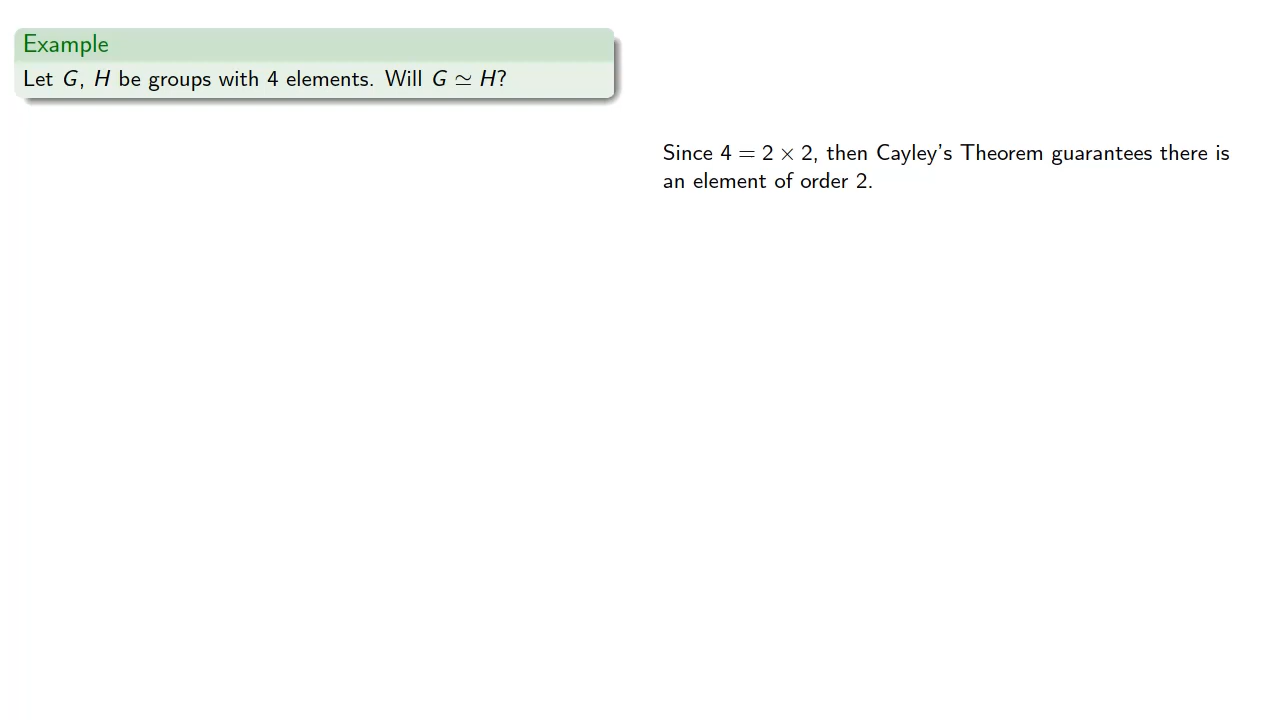 Example
Let G, H be groups with 4 elements. Will G ≃ H?
Since 4 = 2 × 2, then Cayley's Theorem guarantees there is
an element of order 2.